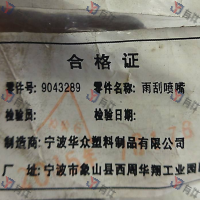 合格证
零件号: 9043289 零件名称: 雨刮喷嘴
检验员: 检验日期:
制造商: 宁波华众塑料制品有限公司
厂 址: 宁波市象山县西周华翔工业园